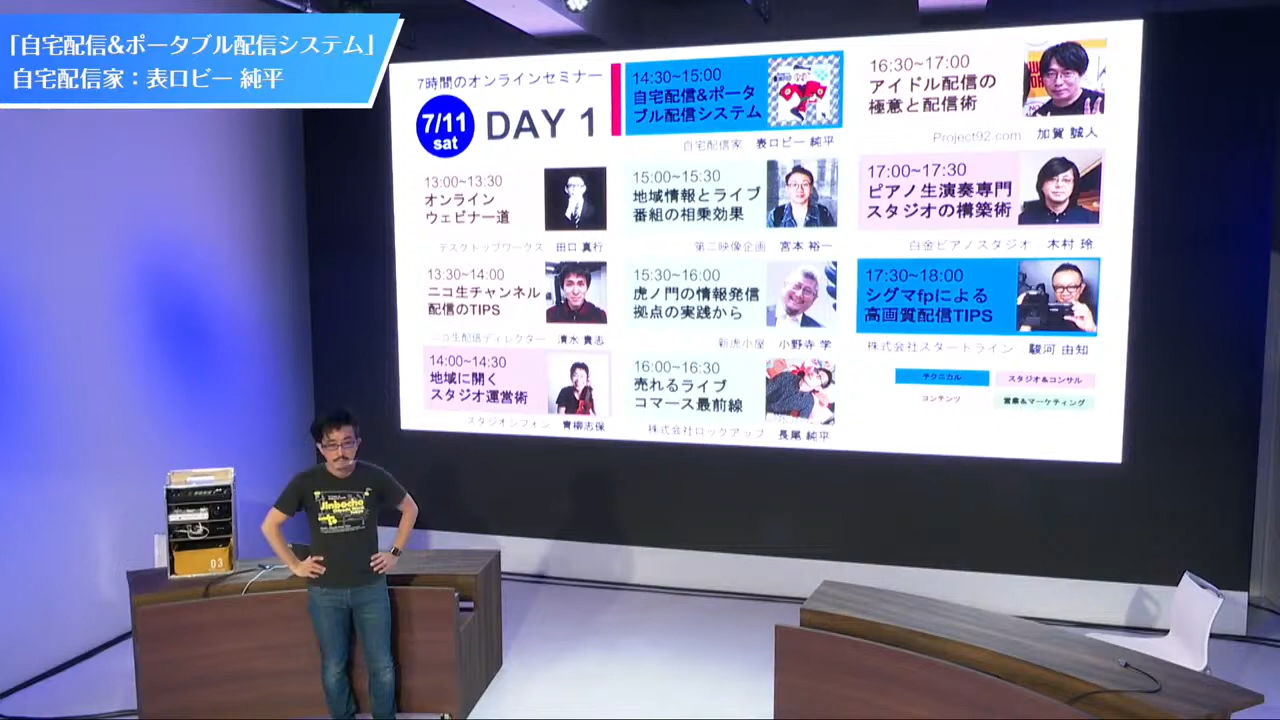 「自宅配信&ポータブル配信システム」
自宅配信家：表ロビー 純平
7時間のオンラインセミナー
7/11
sat
DAY 1
13:00~13:30
オンライン
ウェビナー道
デスクトップワークス 田口 真行
13:30~14:00
ニコ生チャンネル
配信のTIPS
ニコ生配信ディレクター 清水 貴志
14:00~14:30
地域に開く
スタジオ運営術
スタジオシフォン 青柳志保
14:30~15:00
自宅配信&ポータ
ブル配信システム
自宅配信家 表ロビー 純平
15:00~15:30
地域情報とライブ
番組の相乗効果
第二映像企画 宮本 裕一
15:30~16:00
虎ノ門の情報発信
拠点の実践から
新虎小屋 小野寺 学
16:00~16:30
売れるライブ
コマース最前線
株式会社ロックアップ 長尾 純平
16:30~17:00
アイドル配信の
極意と配信術
Project92.com 加賀 誠人
17:00~17:30
ピアノ生演奏専門
スタジオの構築術
白金ピアノスタジオ 木村 玲
17:30~18:00
シグマfpによる
高画質配信TIPS
株式会社スタートライン 駿河 由知
テクニカル
スタジオ&コンサル
コンテンツ
営業&マーケティング
Jinbocho
03